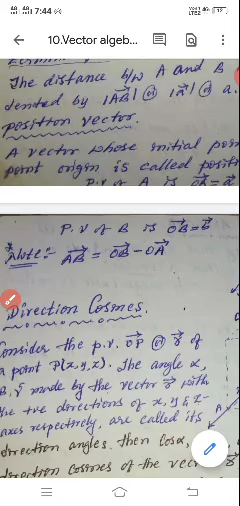 7:44
10.Vector algeb...
The distance b/w A and B
denoted by |AB→| (or) |a→| (or) a.
Position Vector.
A vector whose initial
point origin is called
P.V of A is OA→ = a→
P.V of B is OB→ = b→
Note:- AB→ = OB→ - OA→
Direction Cosines.
Consider the p.v. OP→ (or) r→ of
a point P(x,y,z). The angle α,
β, γ made by the vector r→ with
the +ve directions of x, y & z-
axes respectively, are called its
direction angles. then Cosα,
direction cosines of the